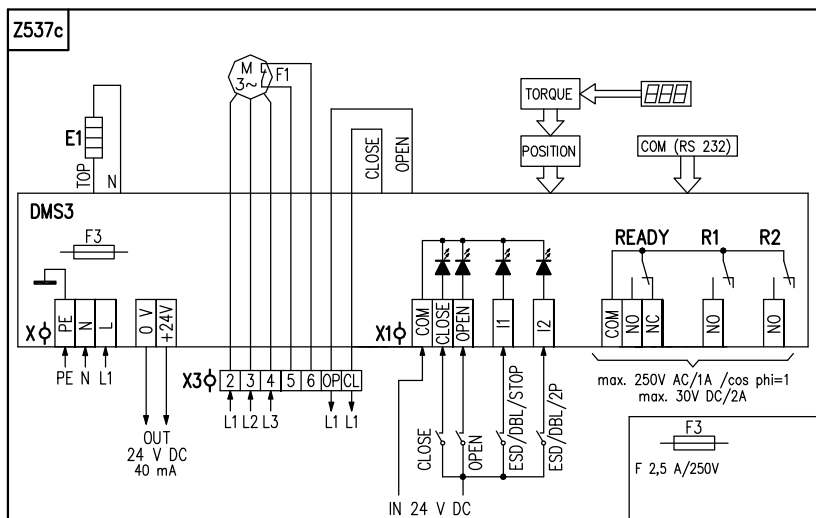 Z537c
M
3~
F1
E1
TOP
N
CLOSE
OPEN
TORQUE
888
POSITION
COM (RS 232)
DMS3
F3
READY
R1
R2
X
PE
N
L
0 V
+24V
X1
COM
CLOSE
OPEN
I1
I2
COM
NO
NC
NO
NO
PE N L1
X3
2 3 4 5 6 OP CL
L1 L2 L3
L1 L1
OUT
24 V DC
40 mA
CLOSE
OPEN
ESD/DBL/STOP
ESD/DBL/2P
IN 24 V DC
max. 250V AC/1A /cos phi=1
max. 30V DC/2A
F3
F 2,5 A/250V